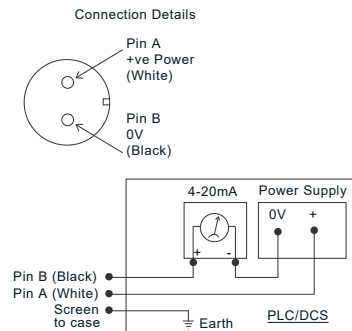 Connection Details
Pin A
+ve Power
(White)
Pin B
0V
(Black)
4-20mA
Power Supply
0V +
+ -
Pin B (Black)
Pin A (White)
Screen
to case
Earth
PLC/DCS